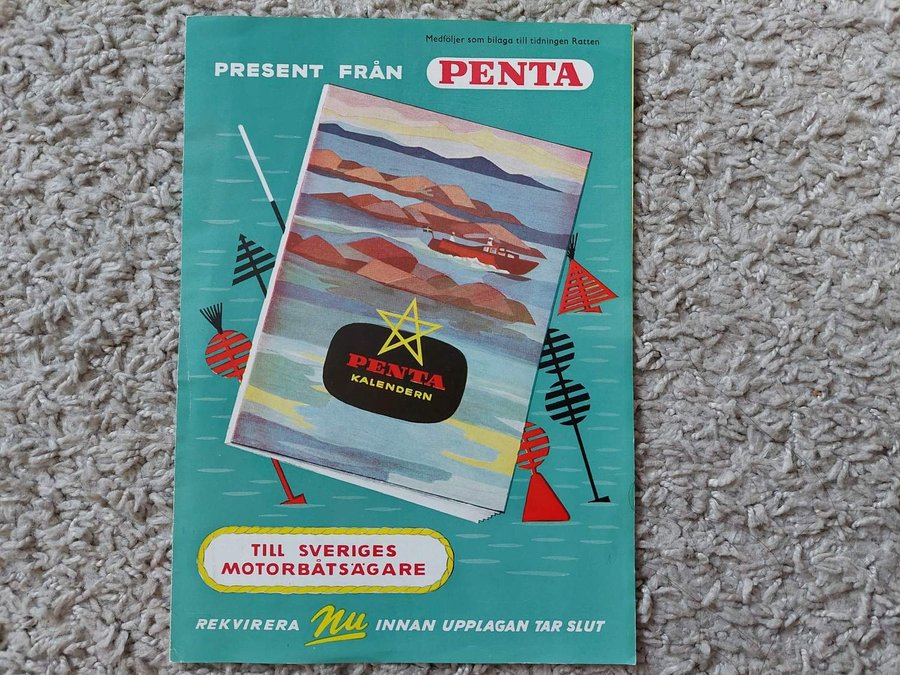 Medföljer som bilaga till tidningen Ratten
PRESENT FRÅN PENTA
PENTA
KALENDERN
TILL SVERIGES
MOTORBÅTSÄGARE
REKVIRERA Nu INNAN UPPLAGAN TAR SLUT